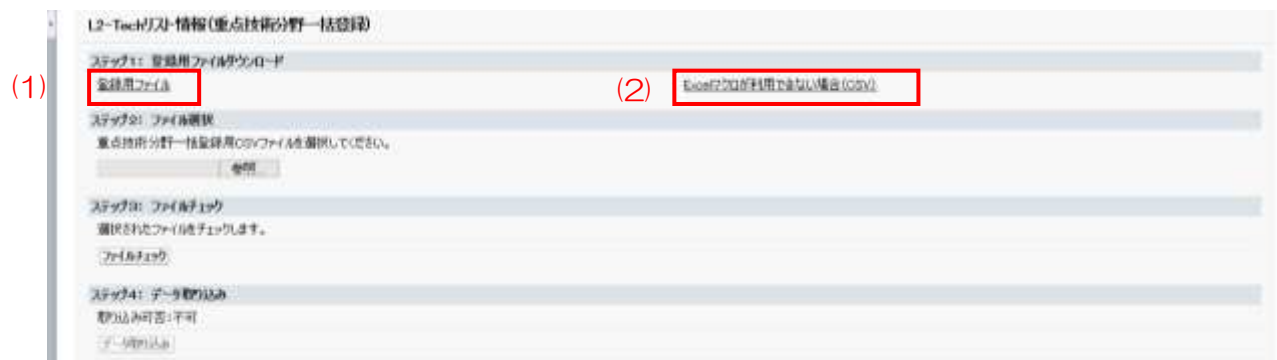 L2-Techリスト情報(重点技術分野一括登録)
ステップ1: 登録用ファイルダウンロード
(1) 登録用ファイル (2) Excelマクロが利用できない場合(CSV)
ステップ2: ファイル選択
重点技術分野一括登録用CSVファイルを選択してください。
参照...
ステップ3: ファイルチェック
選択されたファイルをチェックします。
ファイルチェック
ステップ4: データ取り込み
取り込み可否:不可
データ取り込み